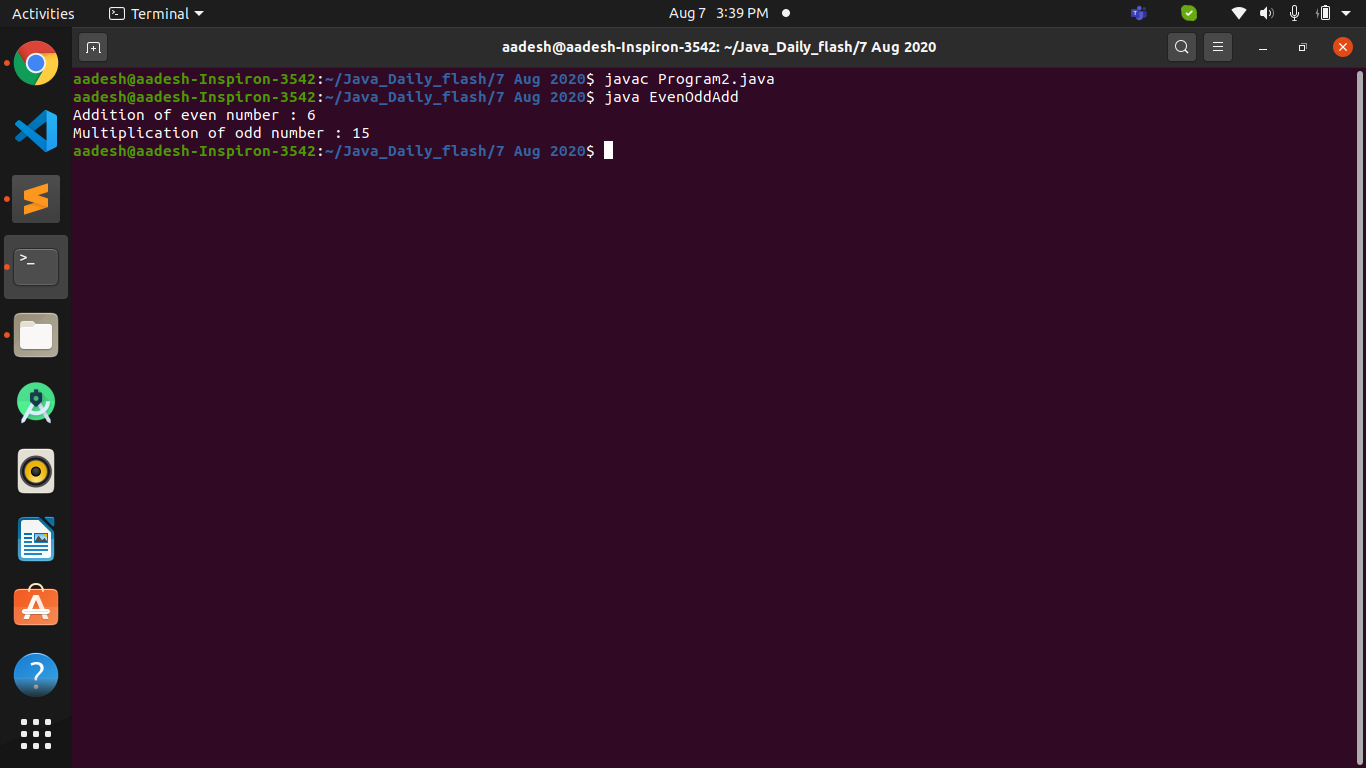 Activities Terminal Aug 7 3:39 PM
aadesh@aadesh-Inspiron-3542: ~/Java_Daily_flash/7 Aug 2020
aadesh@aadesh-Inspiron-3542:~/Java_Daily_flash/7 Aug 2020$ javac Program2.java
aadesh@aadesh-Inspiron-3542:~/Java_Daily_flash/7 Aug 2020$ java EvenOddAdd
Addition of even number : 6
Multiplication of odd number : 15
aadesh@aadesh-Inspiron-3542:~/Java_Daily_flash/7 Aug 2020$